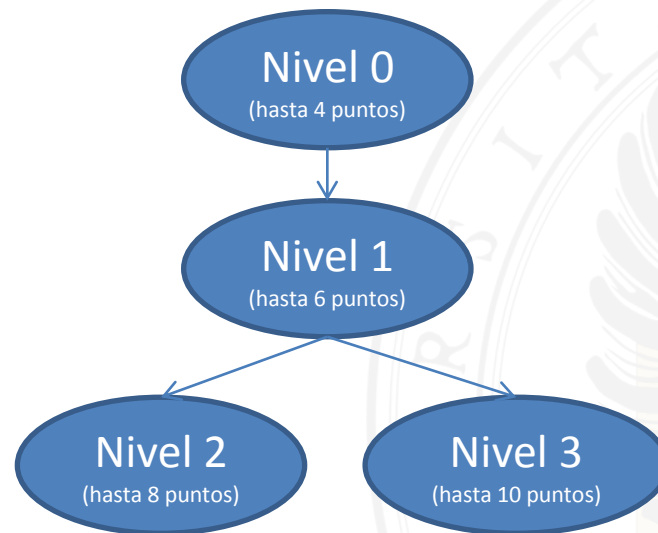 Nivel 0
(hasta 4 puntos)
Nivel 1
(hasta 6 puntos)
Nivel 2
(hasta 8 puntos)
Nivel 3
(hasta 10 puntos)
R S I T